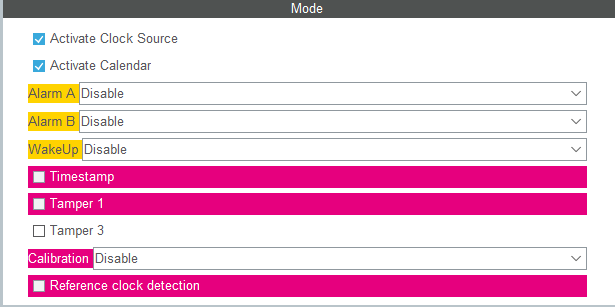 Mode
Activate Clock Source
Activate Calendar
Alarm A Disable
Alarm B Disable
WakeUp Disable
Timestamp
Tamper 1
Tamper 3
Calibration Disable
Reference clock detection